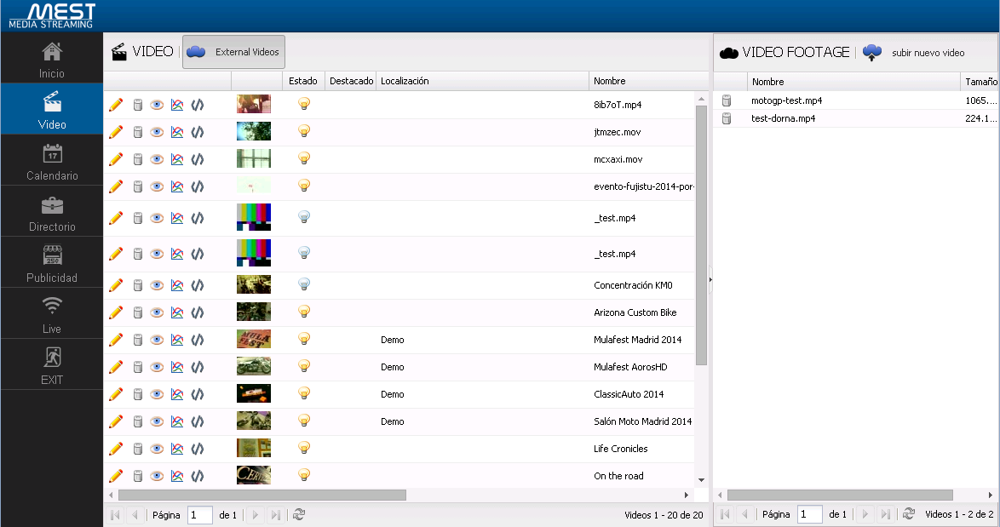 MEST
MEDIA STREAMING
Inicio
Video
17
Calendario
Directorio
Publicidad
Live
EXIT
VIDEO
External Videos
Estado Destacado Localización Nombre
8ib7oT.mp4
jtmzec.mov
mcxaxi.mov
evento-fujistu-2014-por-
_test.mp4
_test.mp4
Concentración KM0
Arizona Custom Bike
MULA
FEST
Demo Mulafest Madrid 2014
Demo Mulafest AorosHD
Demo ClassicAuto 2014
Demo Salón Moto Madrid 2014
Life Cronicles
On the road
Página 1 de 1 Videos 1 - 20 de 20
VIDEO FOOTAGE subir nuevo video
Nombre Tamaño
motogp-test.mp4 1065....
test-dorna.mp4 224.1...
Página 1 de 1 Videos 1 - 2 de 2